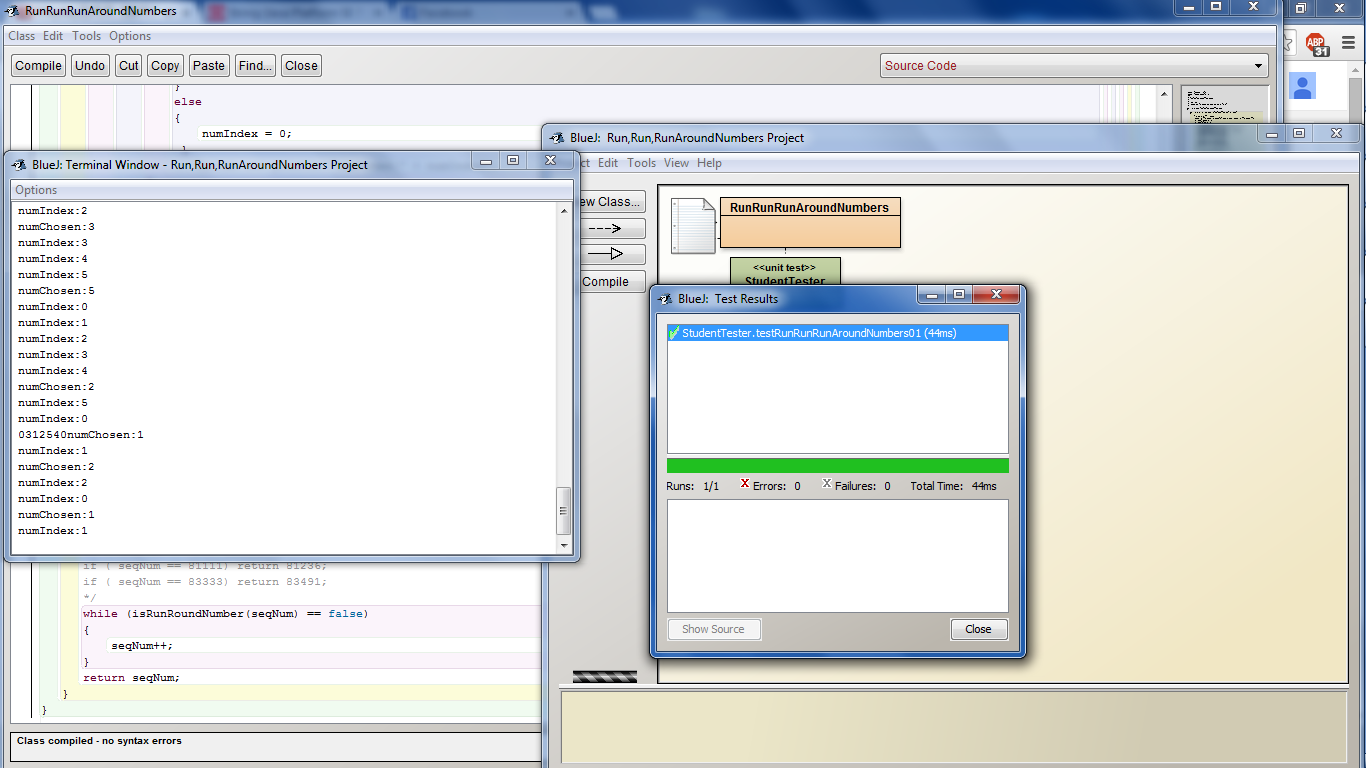 RunRunRunAroundNumbers
Class Edit Tools Options
Compile Undo Cut Copy Paste Find... Close
Source Code
}
else
{
numIndex = 0;
}
BlueJ: Terminal Window - Run,Run,RunAroundNumbers Project
Options
numIndex:2
numChosen:3
numIndex:3
numIndex:4
numIndex:5
numChosen:5
numIndex:0
numIndex:1
numIndex:2
numIndex:3
numIndex:4
numChosen:2
numIndex:5
numIndex:0
0312540numChosen:1
numIndex:1
numChosen:2
numIndex:2
numIndex:0
numChosen:1
numIndex:1
if ( seqNum == 81111) return 81236;
if ( seqNum == 83333) return 83491;
*/
while (isRunRoundNumber(seqNum) == false)
{
seqNum++;
}
return seqNum;
}
}
Class compiled - no syntax errors
BlueJ: Run,Run,RunAroundNumbers Project
ct Edit Tools View Help
ew Class...
Compile
RunRunRunAroundNumbers
<<unit test>>
StudentTester
BlueJ: Test Results
StudentTester.testRunRunRunAroundNumbers01 (44ms)
Runs: 1/1 X Errors: 0 X Failures: 0 Total Time: 44ms
Show Source Close
ABP
31